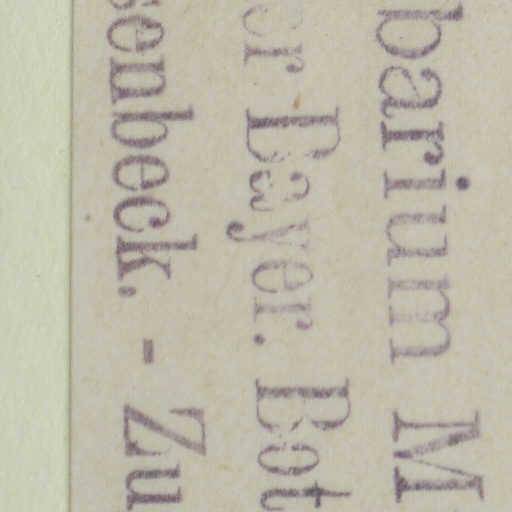 barium M
er Bayer. Bot
senbeck. - Zu